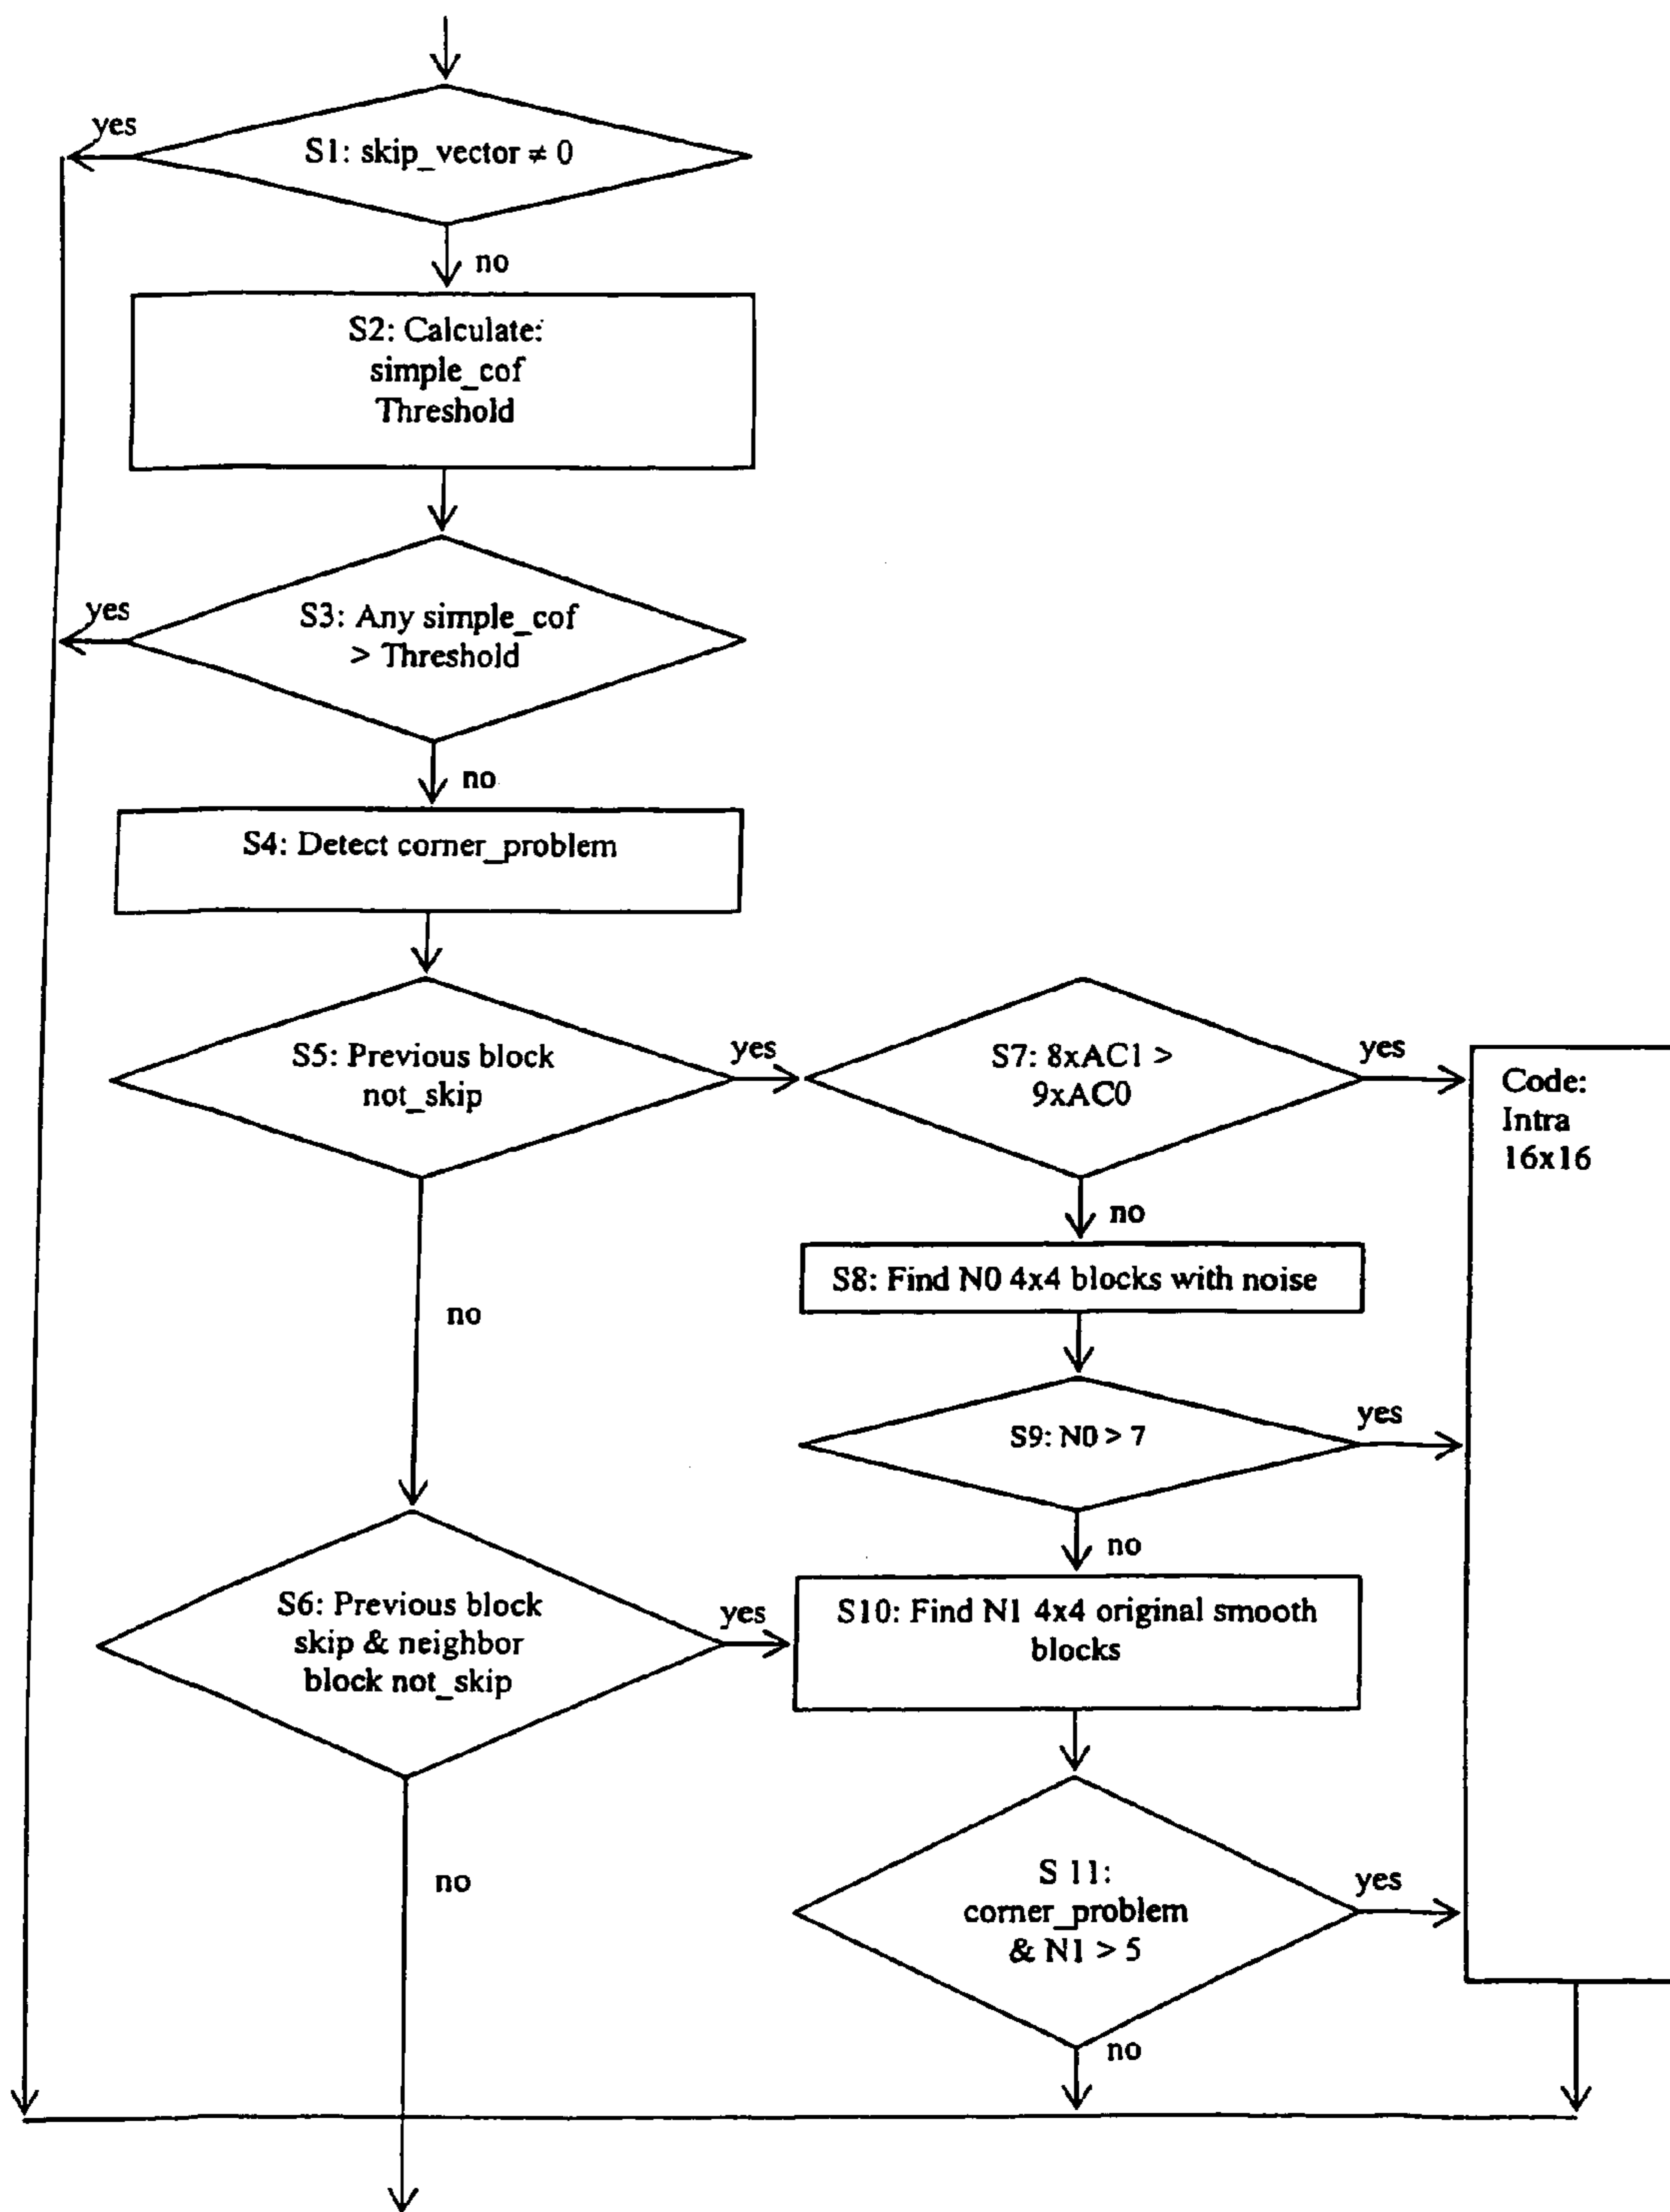 yes
S1: skip_vector ≠ 0
no
S2: Calculate:
simple_cof
Threshold
yes
S3: Any simple_cof
> Threshold
no
S4: Detect corner_problem
S5: Previous block
not_skip
yes
S7: 8xAC1 >
9xAC0
yes
Code:
Intra
16x16
no
S8: Find N0 4x4 blocks with noise
no
S9: N0 > 7
yes
no
S6: Previous block
skip & neighbor
block not_skip
yes
S10: Find N1 4x4 original smooth
blocks
no
S 11:
corner_problem
& N1 > 5
yes
no